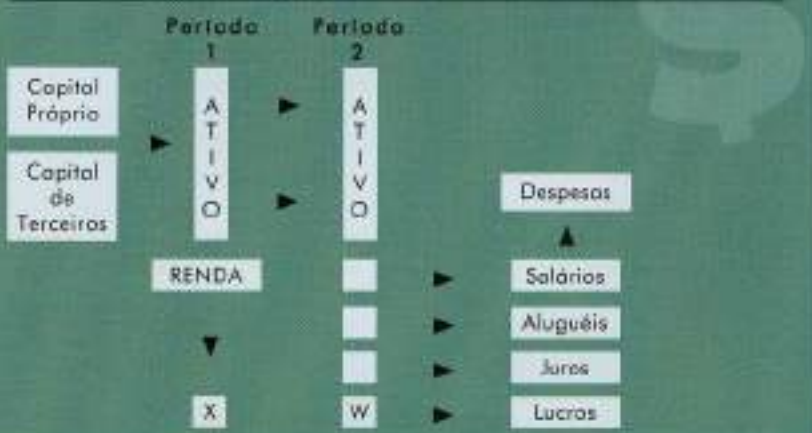 Período
1
Período
2
Capital
Próprio
Capital
de
Terceiros
A
T
I
V
O
A
T
I
V
O
Despesas
RENDA
Salários
Aluguéis
Juros
X
W
Lucros